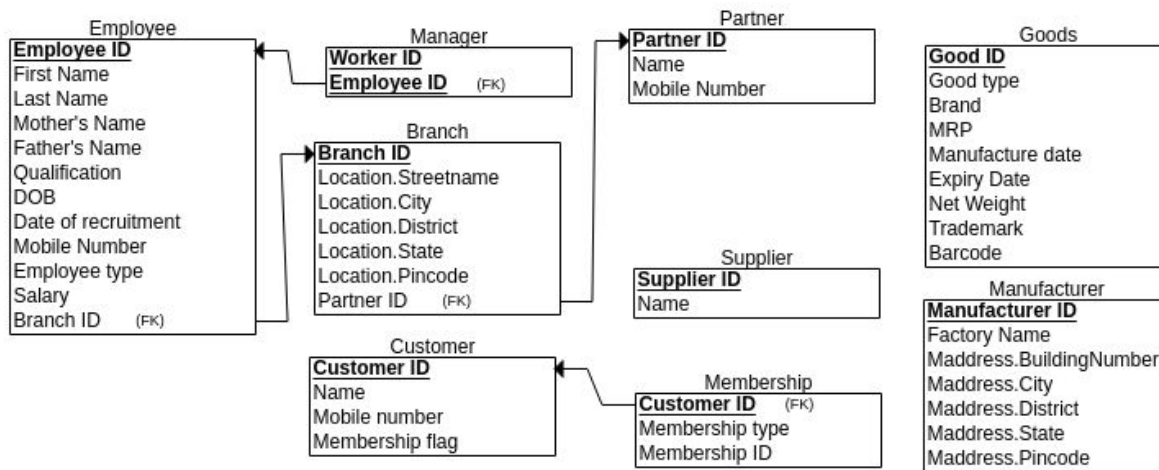 Employee
Employee ID
First Name
Last Name
Mother's Name
Father's Name
Qualification
DOB
Date of recruitment
Mobile Number
Employee type
Salary
Branch ID (FK)
Manager
Worker ID
Employee ID (FK)
Branch
Branch ID
Location.Streetname
Location.City
Location.District
Location.State
Location.Pincode
Partner ID (FK)
Customer
Customer ID
Name
Mobile number
Membership flag
Partner
Partner ID
Name
Mobile Number
Supplier
Supplier ID
Name
Membership
Customer ID (FK)
Membership type
Membership ID
Goods
Good ID
Good type
Brand
MRP
Manufacture date
Expiry Date
Net Weight
Trademark
Barcode
Manufacturer
Manufacturer ID
Factory Name
Maddress.BuildingNumber
Maddress.City
Maddress.District
Maddress.State
Maddress.Pincode